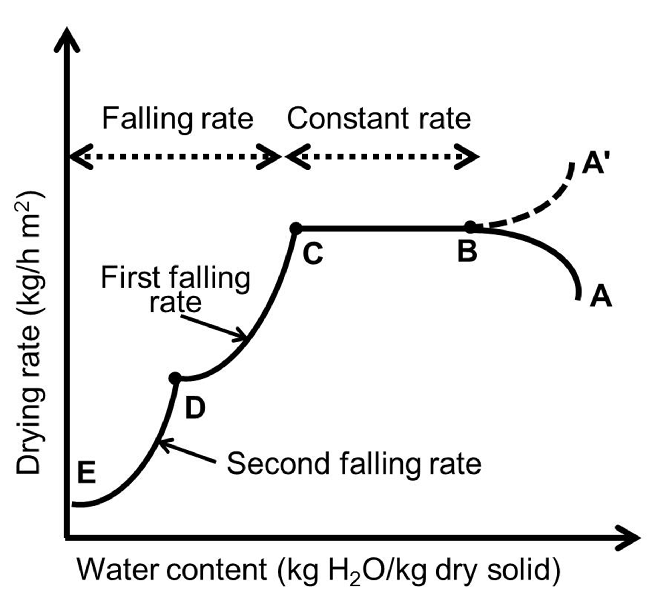 Falling rate
Constant rate
A'
C
B
A
First falling
rate
D
E
Second falling rate
Drying rate (kg/h m²)
Water content (kg H₂O/kg dry solid)